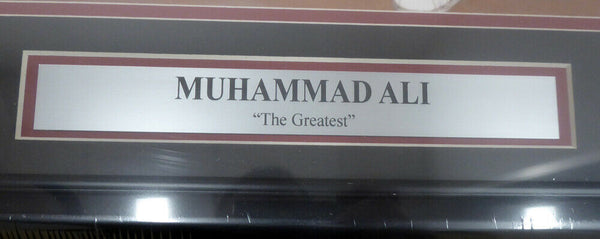 MUHAMMAD ALI
“The Greatest”